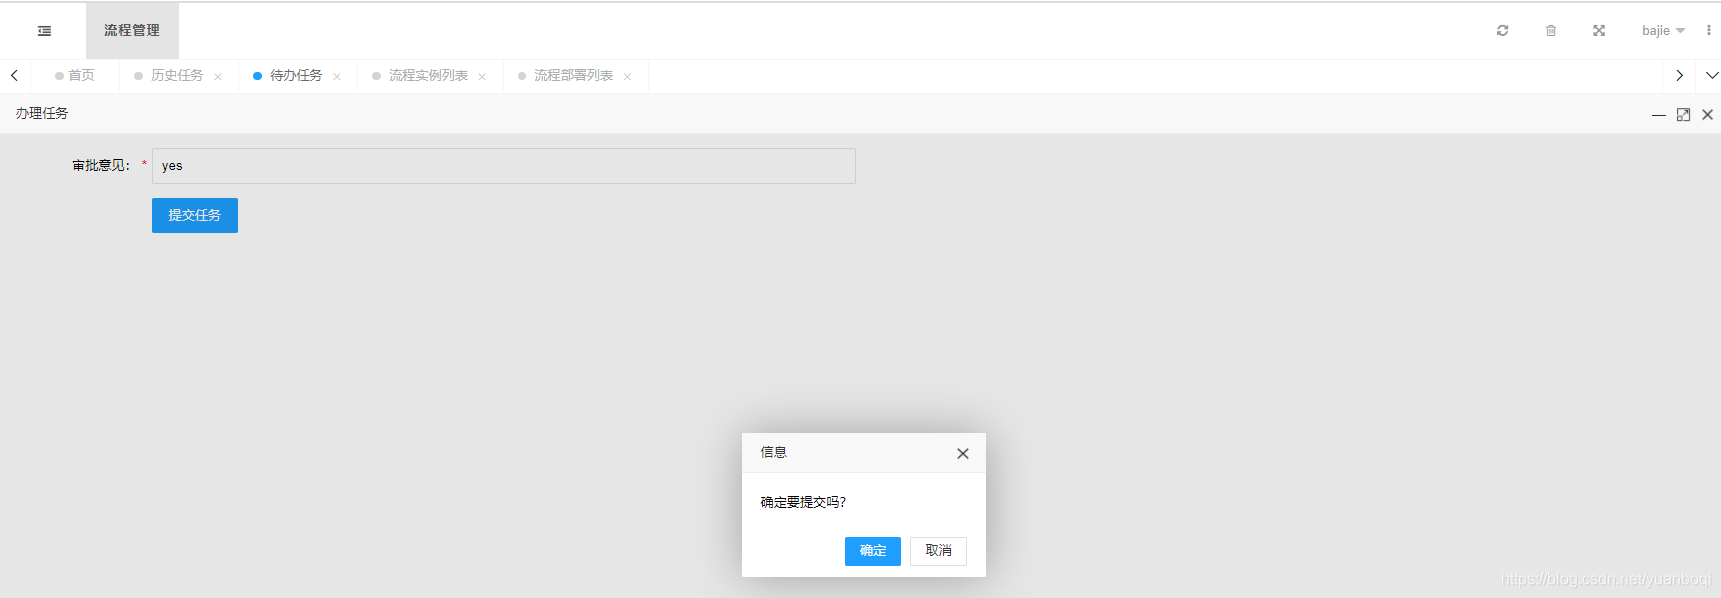 流程管理
bajie
首页 历史任务 待办任务 流程实例列表 流程部署列表
办理任务
审批意见: * yes
提交任务
信息
确定要提交吗?
确定 取消
https://blog.csdn.net/yuanboqi